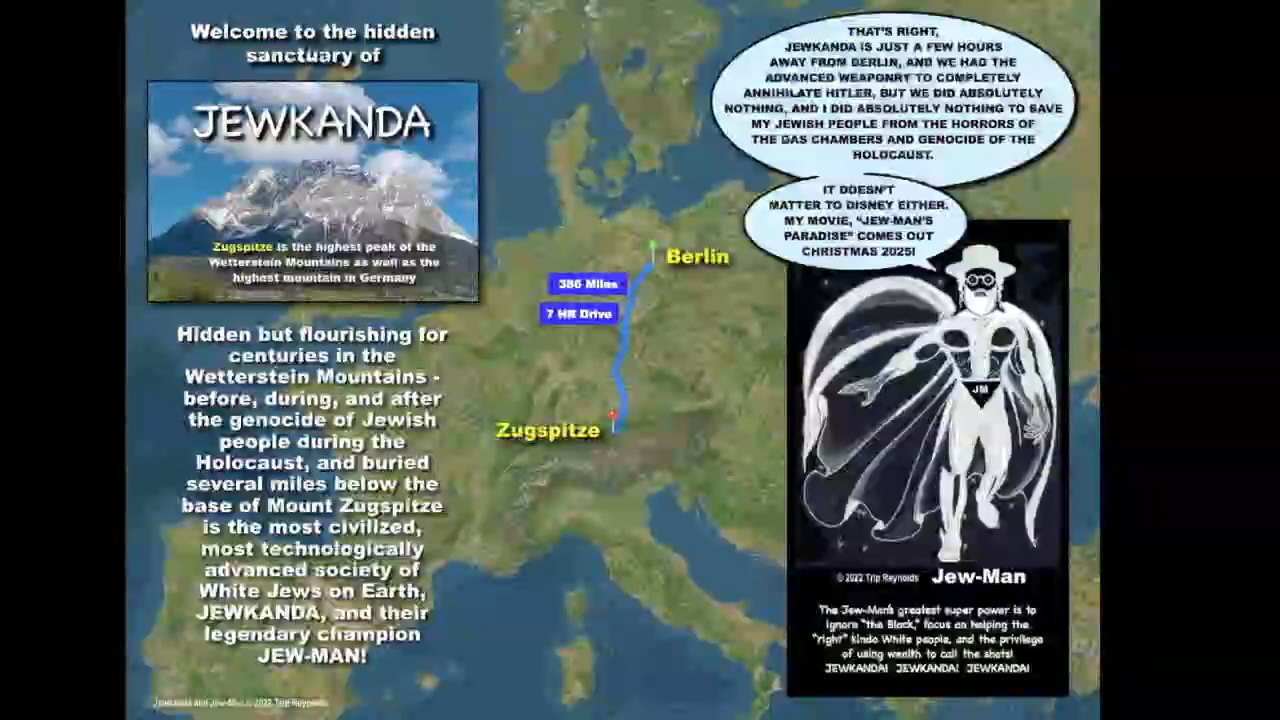 Welcome to the hidden
sanctuary of
JEWKANDA
Zugspitze is the highest peak of the
Wetterstein Mountains as well as the
highest mountain in Germany
Hidden but flourishing for
centuries in the
Wetterstein Mountains -
before, during, and after
the genocide of Jewish
people during the
Holocaust, and buried
several miles below the
base of Mount Zugspitze
is the most civilized,
most technologically
advanced society of
White Jews on Earth,
JEWKANDA, and their
legendary champion
JEW-MAN!
Jewkanda and Jew-Man © 2022 Trip Reynolds
Berlin
386 Miles
7 HR Drive
Zugspitze
THAT'S RIGHT,
JEWKANDA IS JUST A FEW HOURS
AWAY FROM BERLIN, AND WE HAD THE
ADVANCED WEAPONRY TO COMPLETELY
ANNIHILATE HITLER, BUT WE DID ABSOLUTELY
NOTHING, AND I DID ABSOLUTELY NOTHING TO SAVE
MY JEWISH PEOPLE FROM THE HORRORS OF
THE GAS CHAMBERS AND GENOCIDE OF THE
HOLOCAUST.
IT DOESN'T
MATTER TO DISNEY EITHER.
MY MOVIE, "JEW-MAN'S
PARADISE" COMES OUT
CHRISTMAS 2025!
JM
© 2022 Trip Reynolds Jew-Man
The Jew-Man's greatest super power is to
ignore "the Black," focus on helping the
"right" kinda White people, and the privilege
of using wealth to call the shots!
JEWKANDA! JEWKANDA! JEWKANDA!